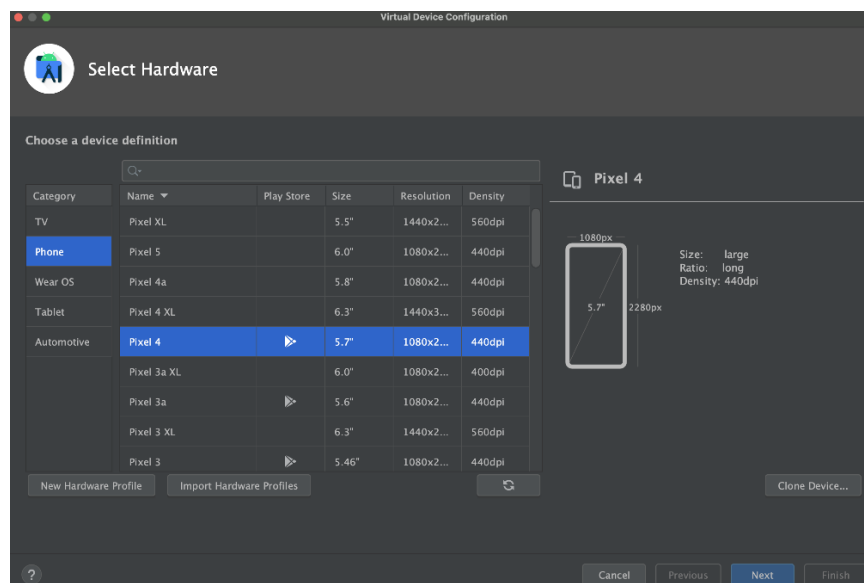 Virtual Device Configuration
Select Hardware
Choose a device definition
Category
TV
Phone
Wear OS
Tablet
Automotive
Name Play Store Size Resolution Density
Pixel XL 5.5" 1440x2... 560dpi
Pixel 5 6.0" 1080x2... 440dpi
Pixel 4a 5.8" 1080x2... 440dpi
Pixel 4 XL 6.3" 1440x3... 560dpi
Pixel 4 5.7" 1080x2... 440dpi
Pixel 3a XL 6.0" 1080x2... 400dpi
Pixel 3a 5.6" 1080x2... 440dpi
Pixel 3 XL 6.3" 1440x2... 560dpi
Pixel 3 5.46" 1080x2... 440dpi
New Hardware Profile Import Hardware Profiles
Pixel 4
1080px
5.7"
2280px
Size: large
Ratio: long
Density: 440dpi
Clone Device...
? Cancel Previous Next Finish